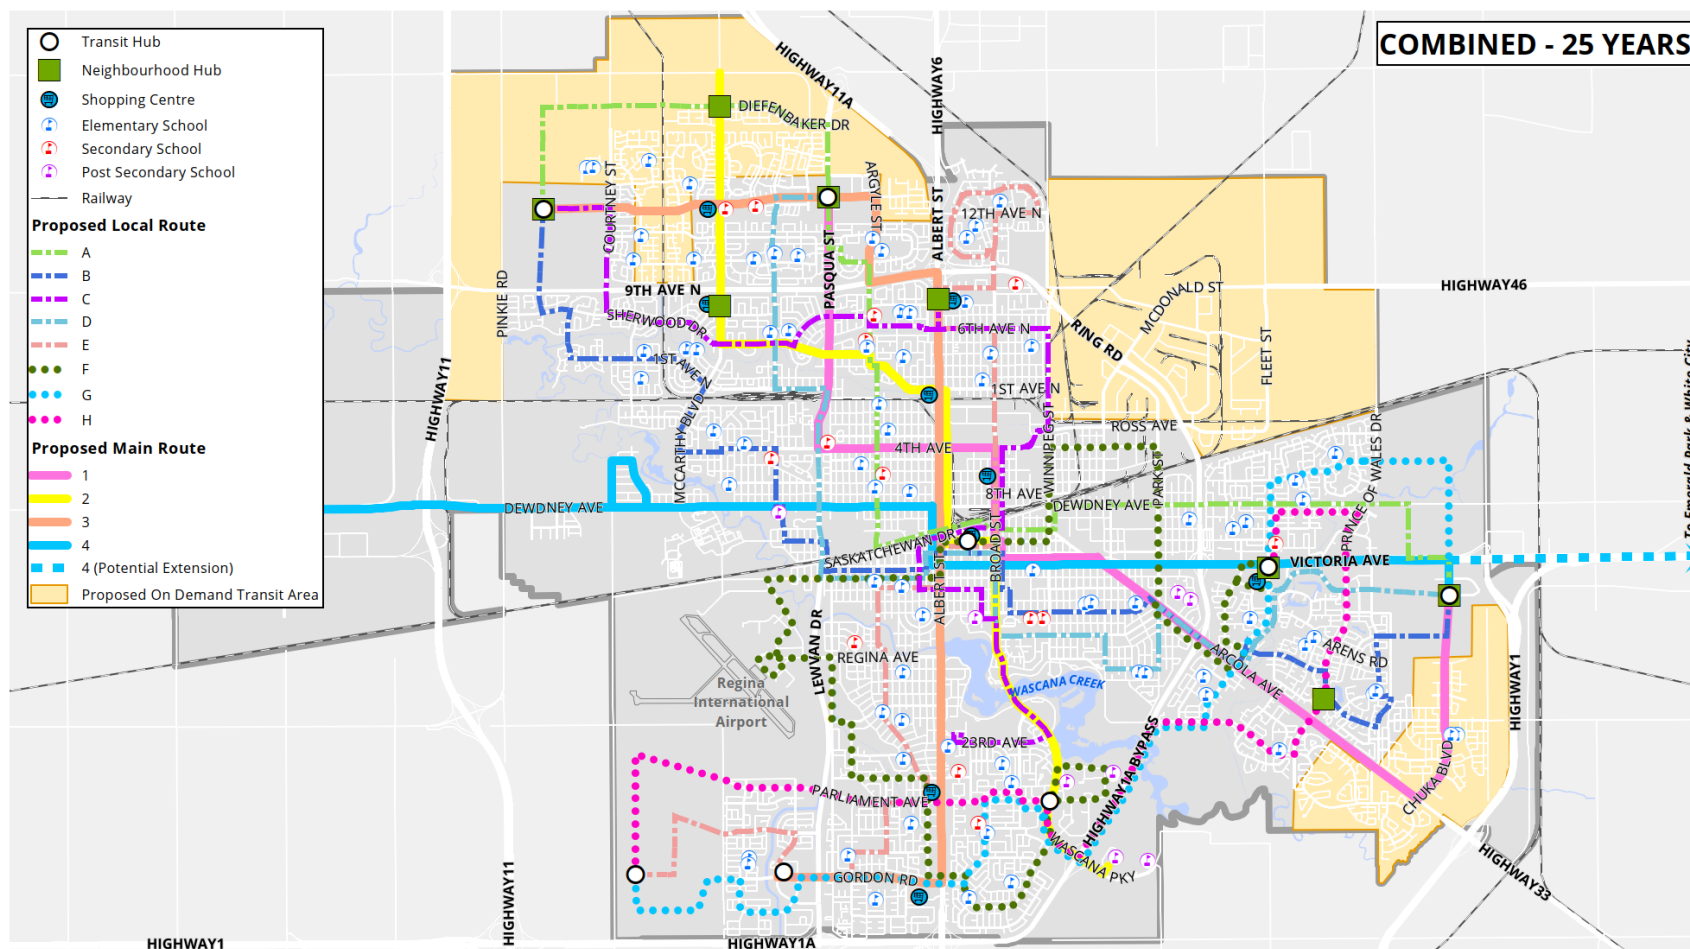 COMBINED - 25 YEARS
Transit Hub
Neighbourhood Hub
Shopping Centre
Elementary School
Secondary School
Post Secondary School
Railway
Proposed Local Route
A
B
C
D
E
F
G
H
Proposed Main Route
1
2
3
4
4 (Potential Extension)
Proposed On Demand Transit Area
HIGHWAY11A
HIGHWAY6
DIEFENBAKER DR
COURTNEY ST
ARGYLE ST
ALBERT ST
12TH AVE N
PASQUA ST
PINKIE RD
9TH AVE N
HIGHWAY46
MCDONALD ST
SHERWOOD DR
6TH AVE N
RING RD
FLEET ST
1ST AVE N
1ST AVE N
HIGHWAY11
MCCARTHY BLVD
WINNIPEG ST
ROSS AVE
4TH AVE
PARK ST
PRINCE OF WALES DR
8TH AVE
DEWDNEY AVE
DEWDNEY AVE
To Emerald Park & White City
SASKATCHEWAN DR
BROAD ST
VICTORIA AVE
ALBERT ST
LEWVAN DR
REGINA AVE
ARENS RD
ARCOLA AVE
Regina
International
Airport
WASCANA CREEK
HIGHWAY1
23RD AVE
HIGHWAY1A BYPASS
CHUKA BLVD
PARLIAMENT AVE
WASCANA PKY
GORDON RD
HIGHWAY33
HIGHWAY11
HIGHWAY1
HIGHWAY1A